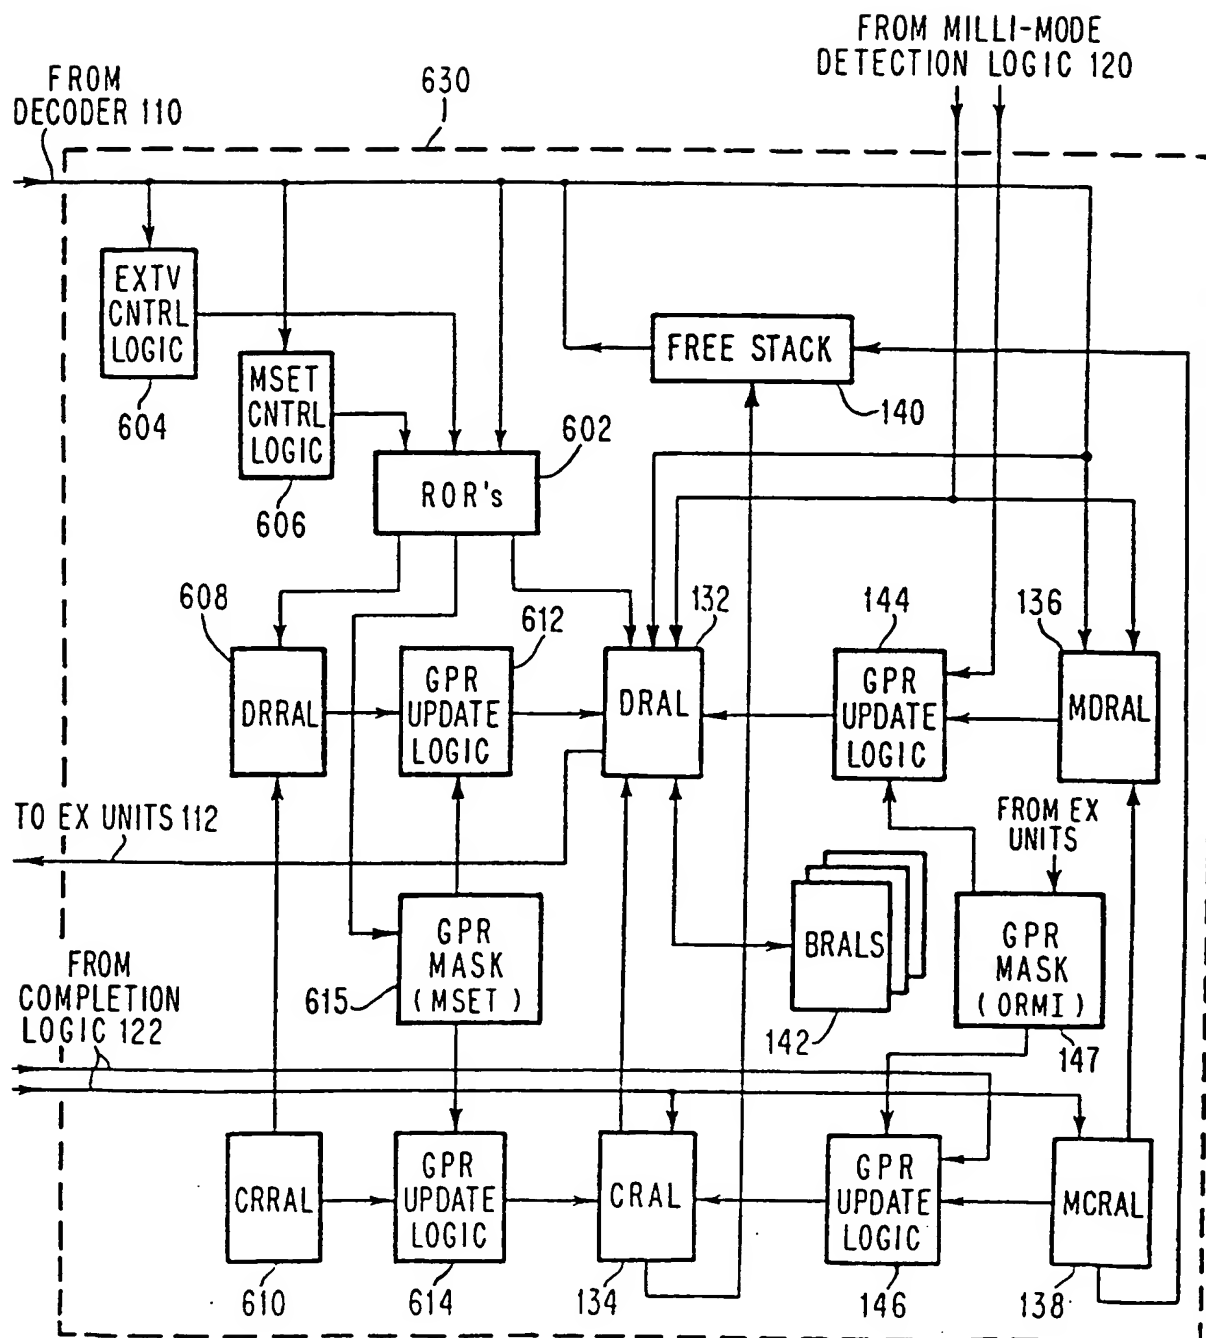 FROM MILLI-MODE
DETECTION LOGIC 120
FROM
DECODER 110
630
EXTV
CNTRL
LOGIC
604
MSET
CNTRL
LOGIC
606
FREE STACK
140
602
ROR's
608
DRRAL
612
GPR
UPDATE
LOGIC
132
DRAL
144
GPR
UPDATE
LOGIC
136
MDRAL
TO EX UNITS 112
FROM EX
UNITS
GPR
MASK
(MSET)
615
BRALS
142
GPR
MASK
(ORMI)
147
FROM
COMPLETION
LOGIC 122
CRRAL
610
GPR
UPDATE
LOGIC
614
CRAL
134
GPR
UPDATE
LOGIC
146
MCRAL
138